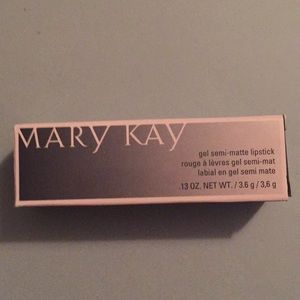 MARY KAY
gel semi-matte lipstick
rouge à lèvres gel semi-mat
labial en gel semi mate
.13 OZ. NET WT. / 3.6 g / 3,6 g